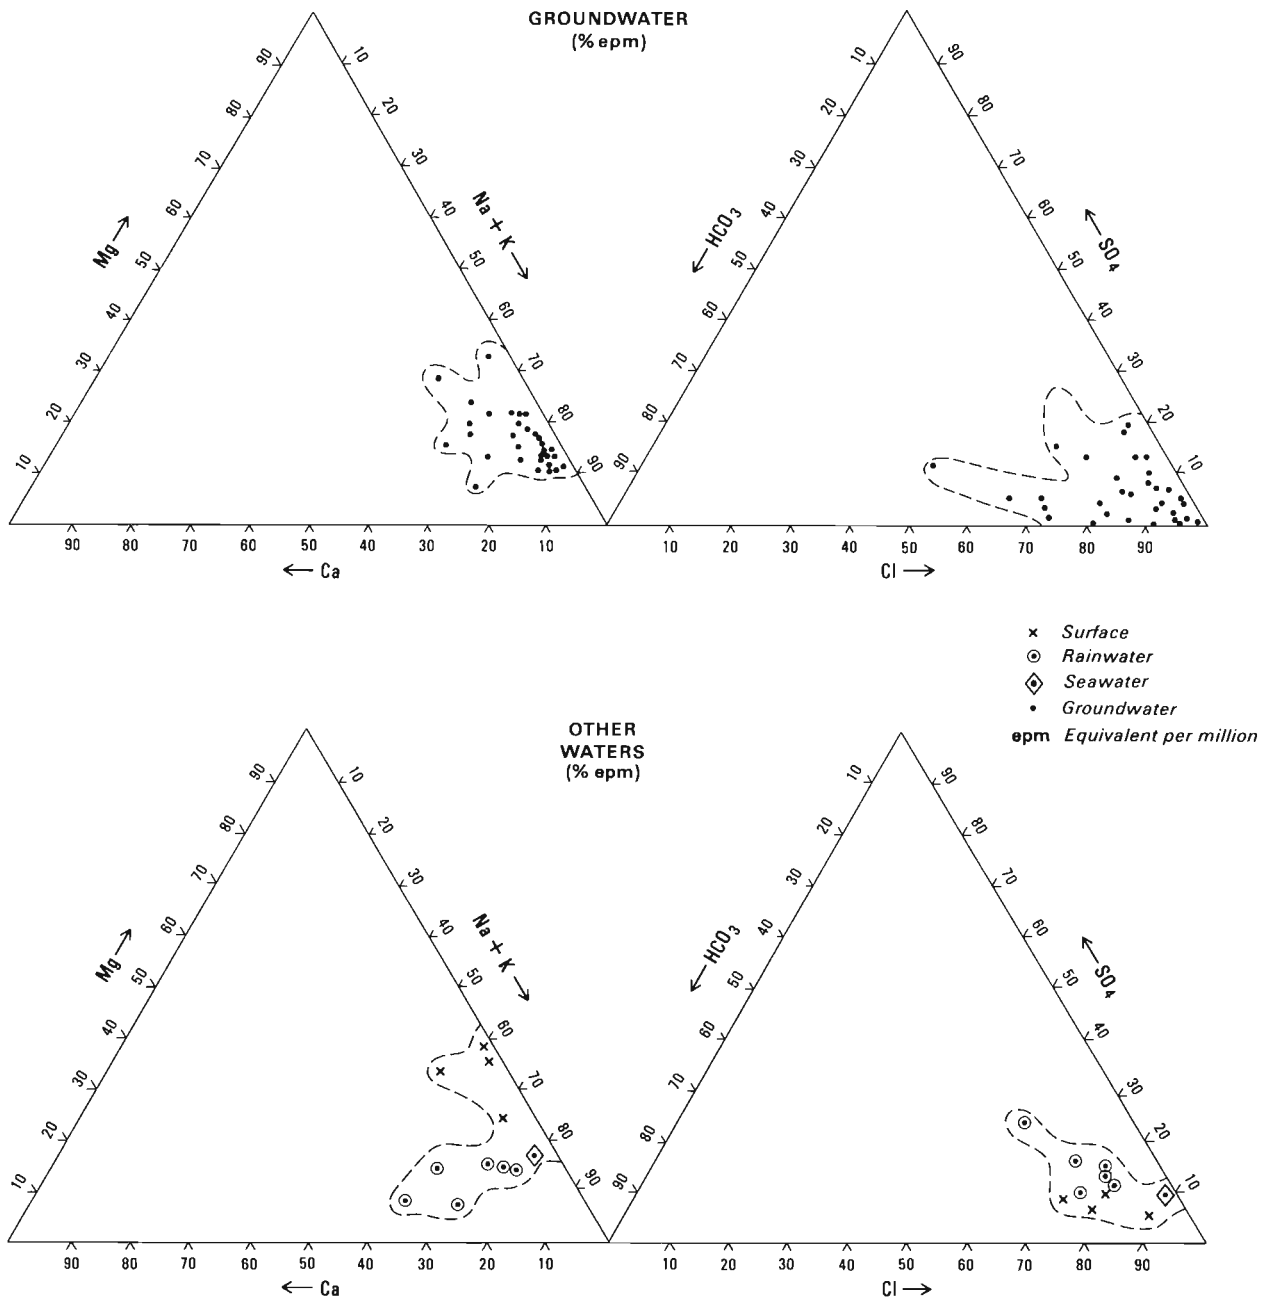 GROUNDWATER
(% epm)
90
80
70
60
50
40
30
20
10
Mg
10
20
30
40
50
60
70
80
90
Na + K
90 80 70 60 50 40 30 20 10
Ca
10
20
30
40
50
60
70
80
90
HCO3
90
80
70
60
50
40
30
20
10
SO4
10 20 30 40 50 60 70 80 90
Cl
Surface
Rainwater
Seawater
Groundwater
epm Equivalent per million
OTHER
WATERS
(% epm)
90
80
70
60
50
40
30
20
10
Mg
10
20
30
40
50
60
70
80
90
Na + K
90 80 70 60 50 40 30 20 10
Ca
10
20
30
40
50
60
70
80
90
HCO3
90
80
70
60
50
40
30
20
10
SO4
10 20 30 40 50 60 70 80 90
Cl